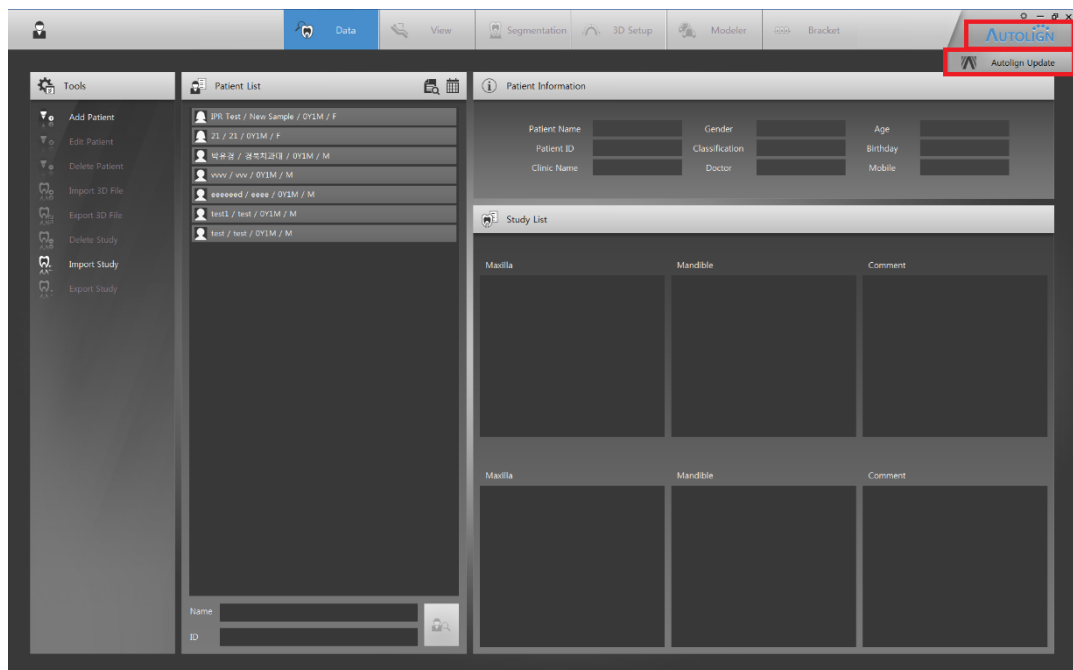 Data
View
Segmentation
3D Setup
Modeler
Bracket
AUTOLIGN
Autolign Update
Tools
Add Patient
Edit Patient
Delete Patient
Import 3D File
Export 3D File
Delete Study
Import Study
Export Study
Patient List
IPR Test / New Sample / 0Y1M / F
21 / 21 / 0Y1M / F
박윤경 / 경북치과대 / 0Y1M / M
vvvv / vvv / 0Y1M / M
eeeeeed / eeee / 0Y1M / M
test1 / test / 0Y1M / M
test / test / 0Y1M / M
Name
ID
Patient Information
Patient Name
Gender
Age
Patient ID
Classification
Birthday
Clinic Name
Doctor
Mobile
Study List
Maxilla
Mandible
Comment
Maxilla
Mandible
Comment